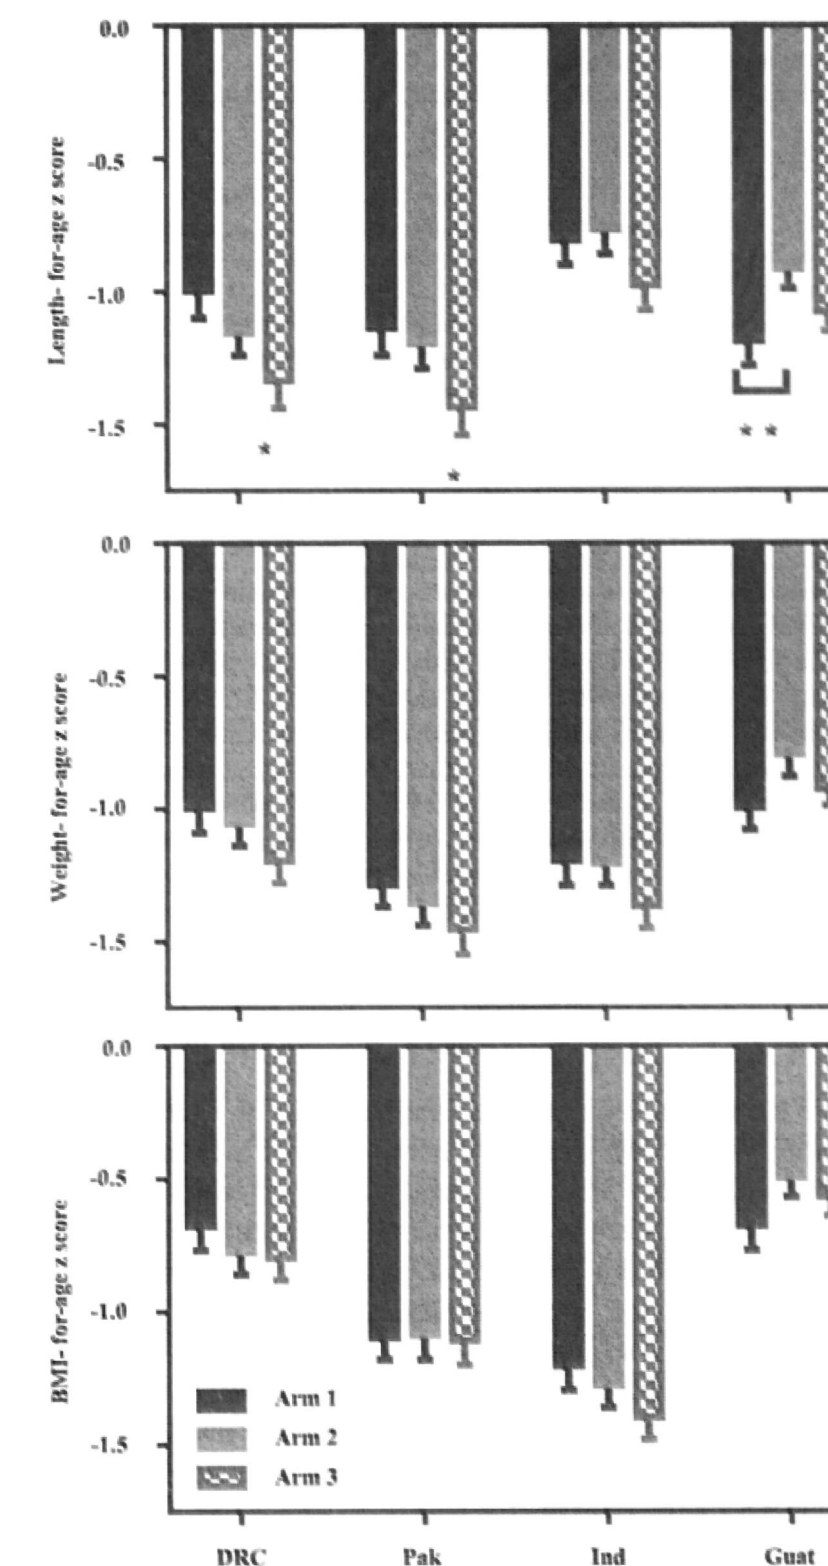 0.0
-0.5
-1.0
-1.5
Length- for-age z score
*
*
* *
0.0
-0.5
-1.0
-1.5
Weight- for-age z score
0.0
-0.5
-1.0
-1.5
BMI- for-age z score
Arm 1
Arm 2
Arm 3
DRC Pak Ind Guat